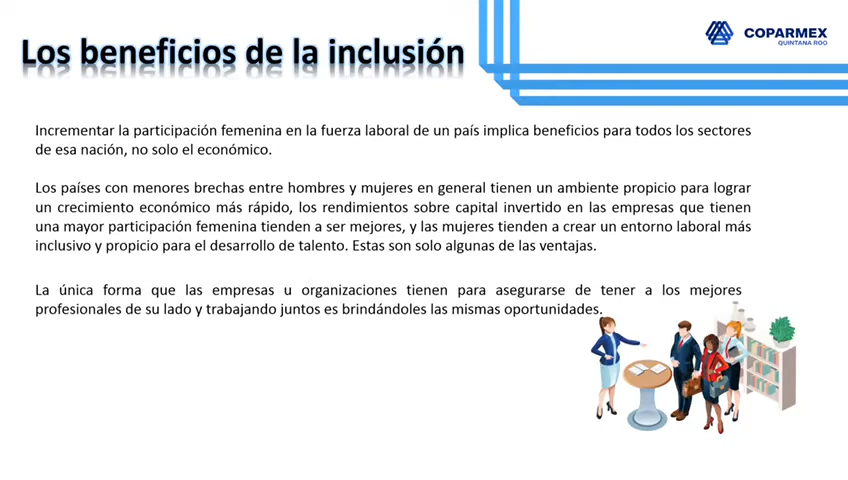 COPARMEX
QUINTANA ROO
Los beneficios de la inclusión
Incrementar la participación femenina en la fuerza laboral de un país implica beneficios para todos los sectores
de esa nación, no solo el económico.
Los países con menores brechas entre hombres y mujeres en general tienen un ambiente propicio para lograr
un crecimiento económico más rápido, los rendimientos sobre capital invertido en las empresas que tienen
una mayor participación femenina tienden a ser mejores, y las mujeres tienden a crear un entorno laboral más
inclusivo y propicio para el desarrollo de talento. Estas son solo algunas de las ventajas.
La única forma que las empresas u organizaciones tienen para asegurarse de tener a los mejores
profesionales de su lado y trabajando juntos es brindándoles las mismas oportunidades.